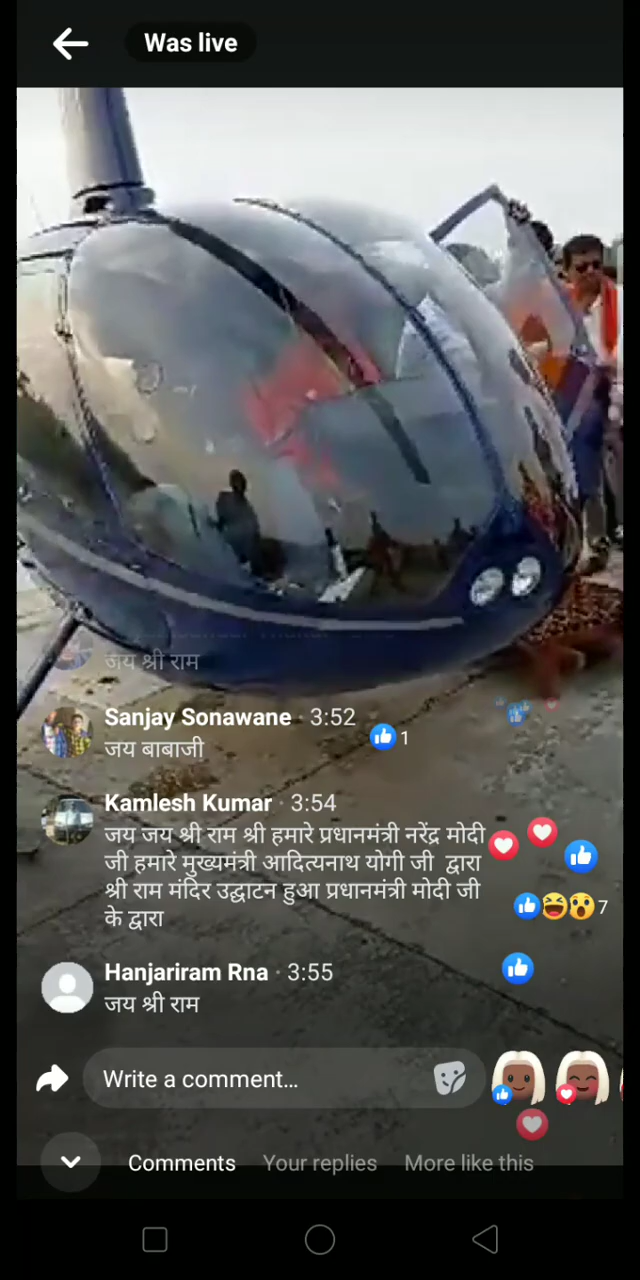 Was live
जय श्री राम
Sanjay Sonawane · 3:52
जय बाबाजी
1
Kamlesh Kumar · 3:54
जय जय श्री राम श्री हमारे प्रधानमंत्री नरेंद्र मोदी
जी हमारे मुख्यमंत्री आदित्यनाथ योगी जी द्वारा
श्री राम मंदिर उद्घाटन हुआ प्रधानमंत्री मोदी जी
के द्वारा
7
Hanjariram Rna · 3:55
जय श्री राम
Write a comment...
Comments Your replies More like this